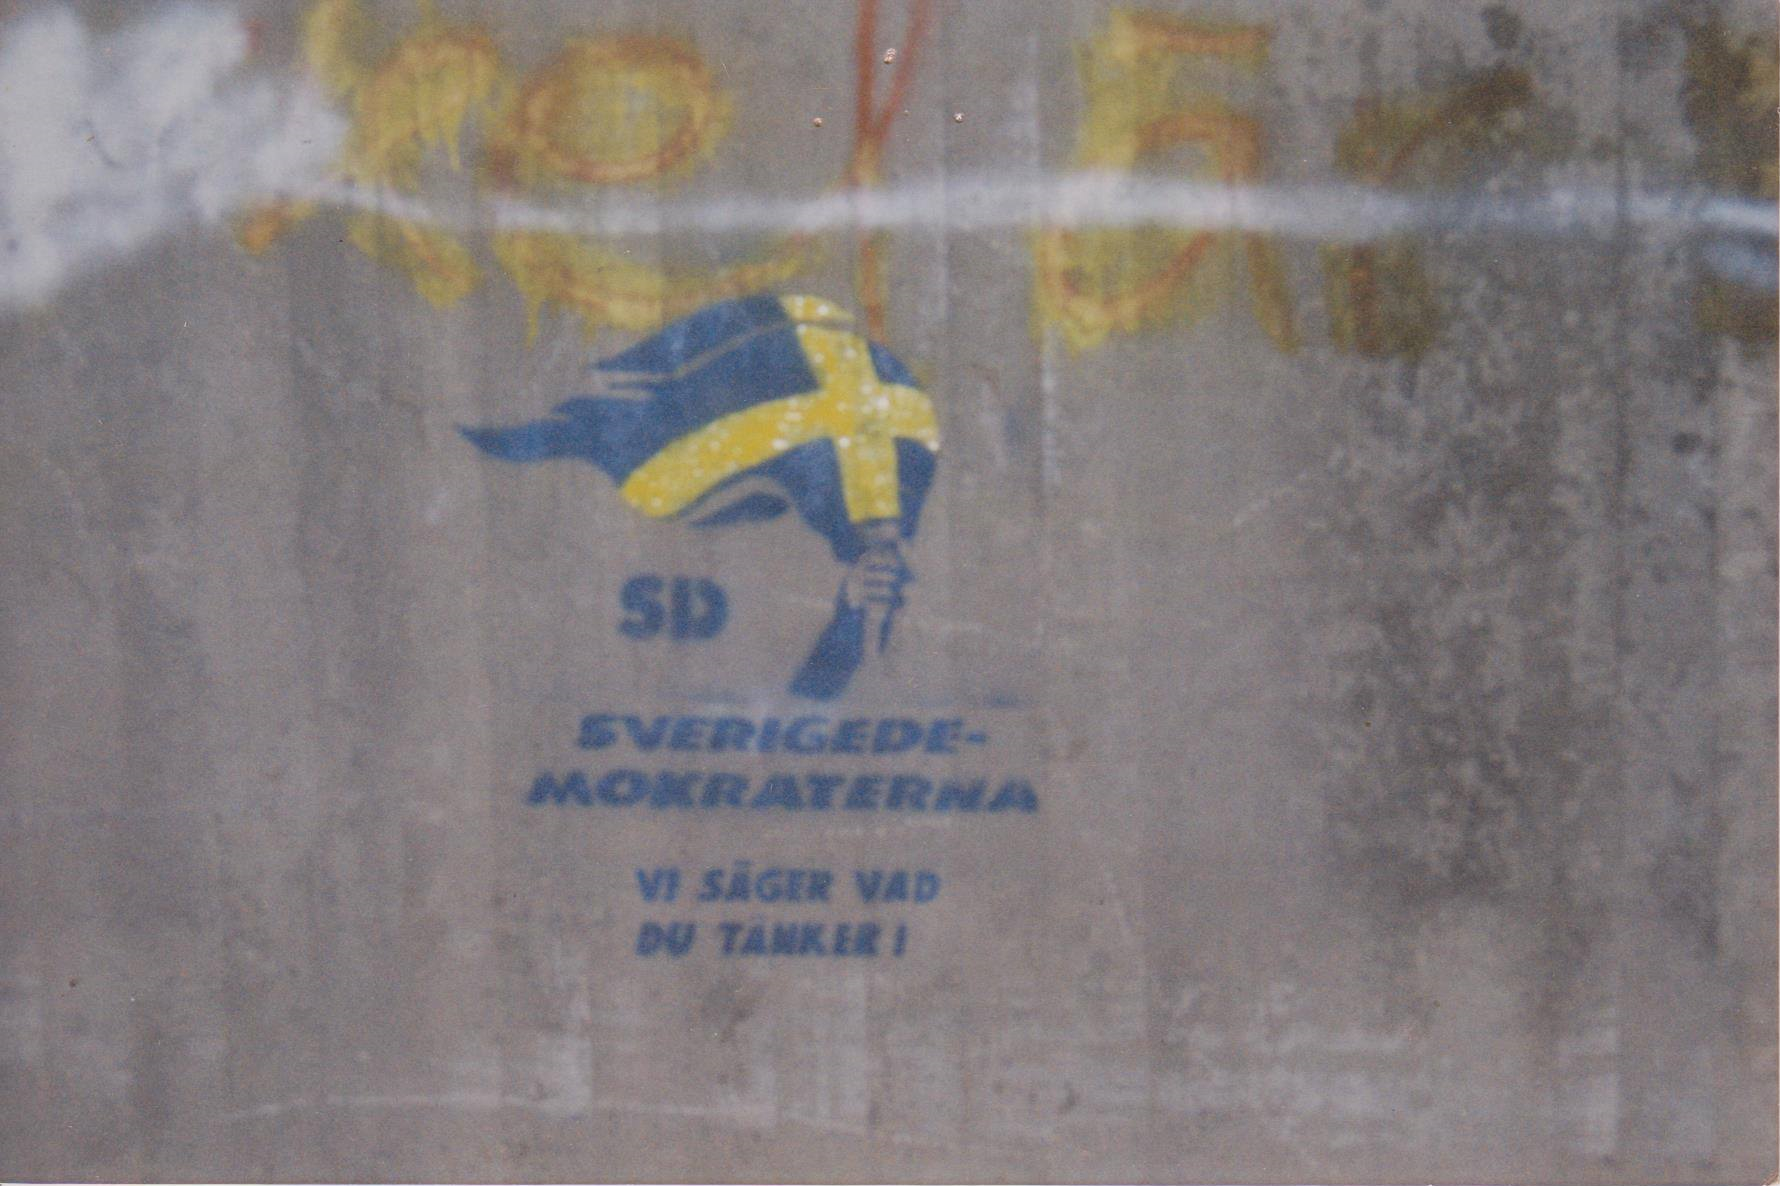 SD
SVERIGEDE-
MOKRATERNA
VI SÄGER VAD
DU TÄNKER!